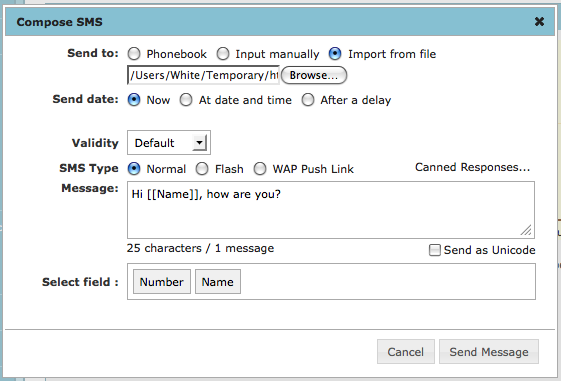 Compose SMS
Send to: Phonebook Input manually Import from file
/Users/White/Temporary/ht Browse...
Send date: Now At date and time After a delay
Validity Default
SMS Type Normal Flash WAP Push Link Canned Responses...
Message: Hi [[Name]], how are you?
25 characters / 1 message Send as Unicode
Select field : Number Name
Cancel Send Message